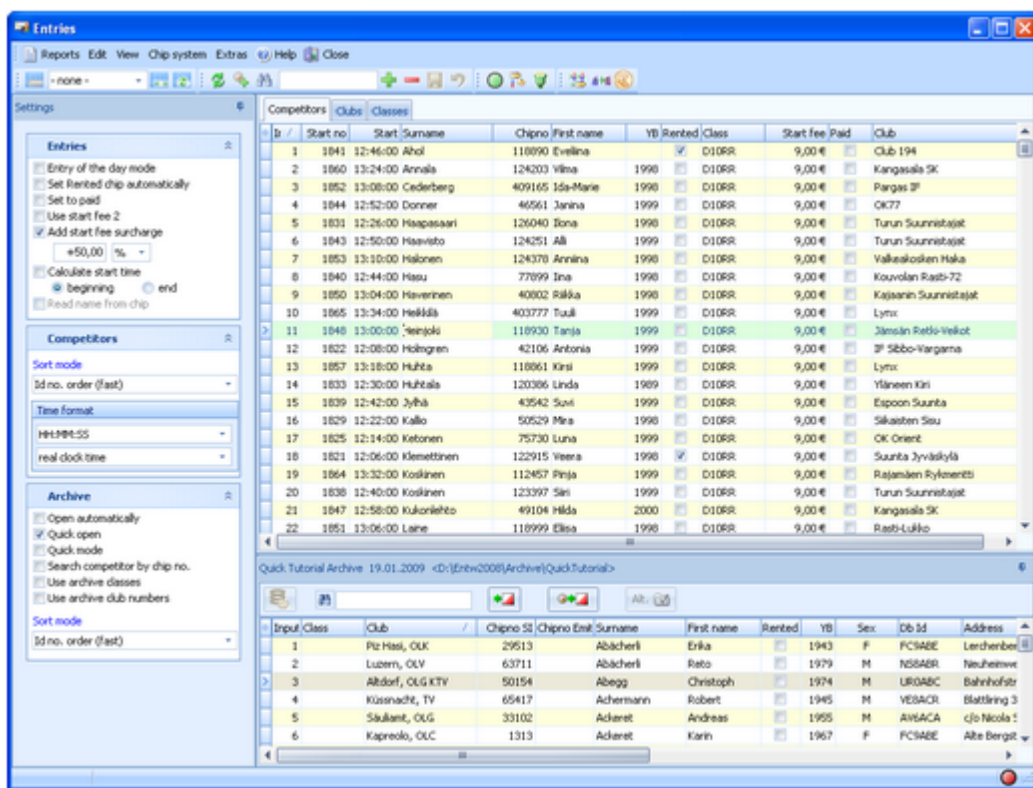 Entries
Reports Edit View Chip system Extras Help Close
- none -
Settings
Entries
Entry of the day mode
Set Rented chip automatically
Set to paid
Use start fee 2
Add start fee surcharge
+50,00 %
Calculate start time
beginning end
Read name from chip
Competitors
Sort mode
Id no. order (fast)
Time format
HH:MM:SS
real clock time
Archive
Open automatically
Quick open
Quick mode
Search competitor by chip no.
Use archive classes
Use archive club numbers
Sort mode
Id no. order (fast)
Competitors Clubs Classes
Start no Start Surname Chipno First name YB Rented Class Start fee Paid Club
1 1841 12:46:00 Ahol 118890 Eveliina D10RR 9,00 € Club 194
2 1860 13:24:00 Annala 124203 Vilma 1998 D10RR 9,00 € Kangasala SK
3 1852 13:08:00 Cederberg 409165 Ida-Marie 1998 D10RR 9,00 € Pargas IF
4 1844 12:52:00 Donner 46561 Janina 1999 D10RR 9,00 € OK77
5 1831 12:26:00 Haapasaari 126040 Ilona 1998 D10RR 9,00 € Turun Suunnistajat
6 1843 12:50:00 Haavisto 124251 Alli 1999 D10RR 9,00 € Turun Suunnistajat
7 1853 13:10:00 Halonen 124378 Anniina 1999 D10RR 9,00 € Valkeakosken Haka
8 1840 12:44:00 Hasu 77899 Iina 1998 D10RR 9,00 € Kouvolan Rasti-72
9 1850 13:04:00 Haverinen 40802 Riikka 1998 D10RR 9,00 € Kajaanin Suunnistajat
10 1865 13:34:00 Heikkilä 403777 Tuuli 1999 D10RR 9,00 € Lynx
11 1848 13:00:00 Heinjoki 118930 Tanja 1999 D10RR 9,00 € Jämsän Retki-Veikot
12 1822 12:08:00 Holmgren 42106 Antonia 1999 D10RR 9,00 € IF Sibbo-Vargarna
13 1857 13:18:00 Huhta 118861 Kirsi 1999 D10RR 9,00 € Lynx
14 1833 12:30:00 Huhtala 120386 Linda 1989 D10RR 9,00 € Yläneen Kiri
15 1839 12:42:00 Jylhä 43542 Suvi 1999 D10RR 9,00 € Espoon Suunta
16 1829 12:22:00 Kallio 50529 Mira 1998 D10RR 9,00 € Siikaisten Sisu
17 1825 12:14:00 Ketonen 75730 Luna 1999 D10RR 9,00 € OK Orient
18 1821 12:06:00 Klemettinen 122915 Veera 1998 D10RR 9,00 € Suunta Jyväskylä
19 1864 13:32:00 Koskinen 112457 Pinja 1999 D10RR 9,00 € Rajamäen Rykmentti
20 1838 12:40:00 Koskinen 123397 Siiri 1999 D10RR 9,00 € Turun Suunnistajat
21 1847 12:58:00 Kukonlehto 49104 Hilda 2000 D10RR 9,00 € Kangasala SK
22 1851 13:06:00 Laine 118999 Elisa 1998 D10RR 9,00 € Rasti-Lukko
Quick Tutorial Archive 19.01.2009 <D:\Entw2008\Archive\QuickTutorial>
Alt:
Input Class Club Chipno SI Chipno Emit Surname First name Rented YB Sex Db Id Address
1 Piz Hasi, OLK 29513 Abächerli Erika 1943 F FC9ABE Lerchenber
2 Luzern, OLV 63711 Abächerli Reto 1979 M NS8ABR Neuheimwe
3 Altdorf, OLG KTV 50154 Abegg Christoph 1974 M UR0ABC Bahnhofstr
4 Küssnacht, TV 65417 Achermann Robert 1945 M VE8ACR Blattliring 3
5 Säuliamt, OLG 33102 Ackeret Andreas 1955 M AV6ACA c/o Nicola S
6 Kapreolo, OLC 1313 Ackeret Karin 1967 F FC9ABE Alte Bergst